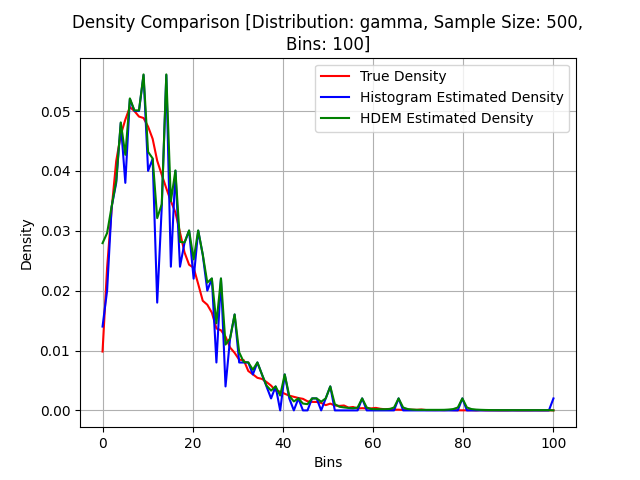 Density Comparison [Distribution: gamma, Sample Size: 500,
Bins: 100]
True Density
Histogram Estimated Density
HDEM Estimated Density
Density
0.05
0.04
0.03
0.02
0.01
0.00
0
20
40
60
80
100
Bins